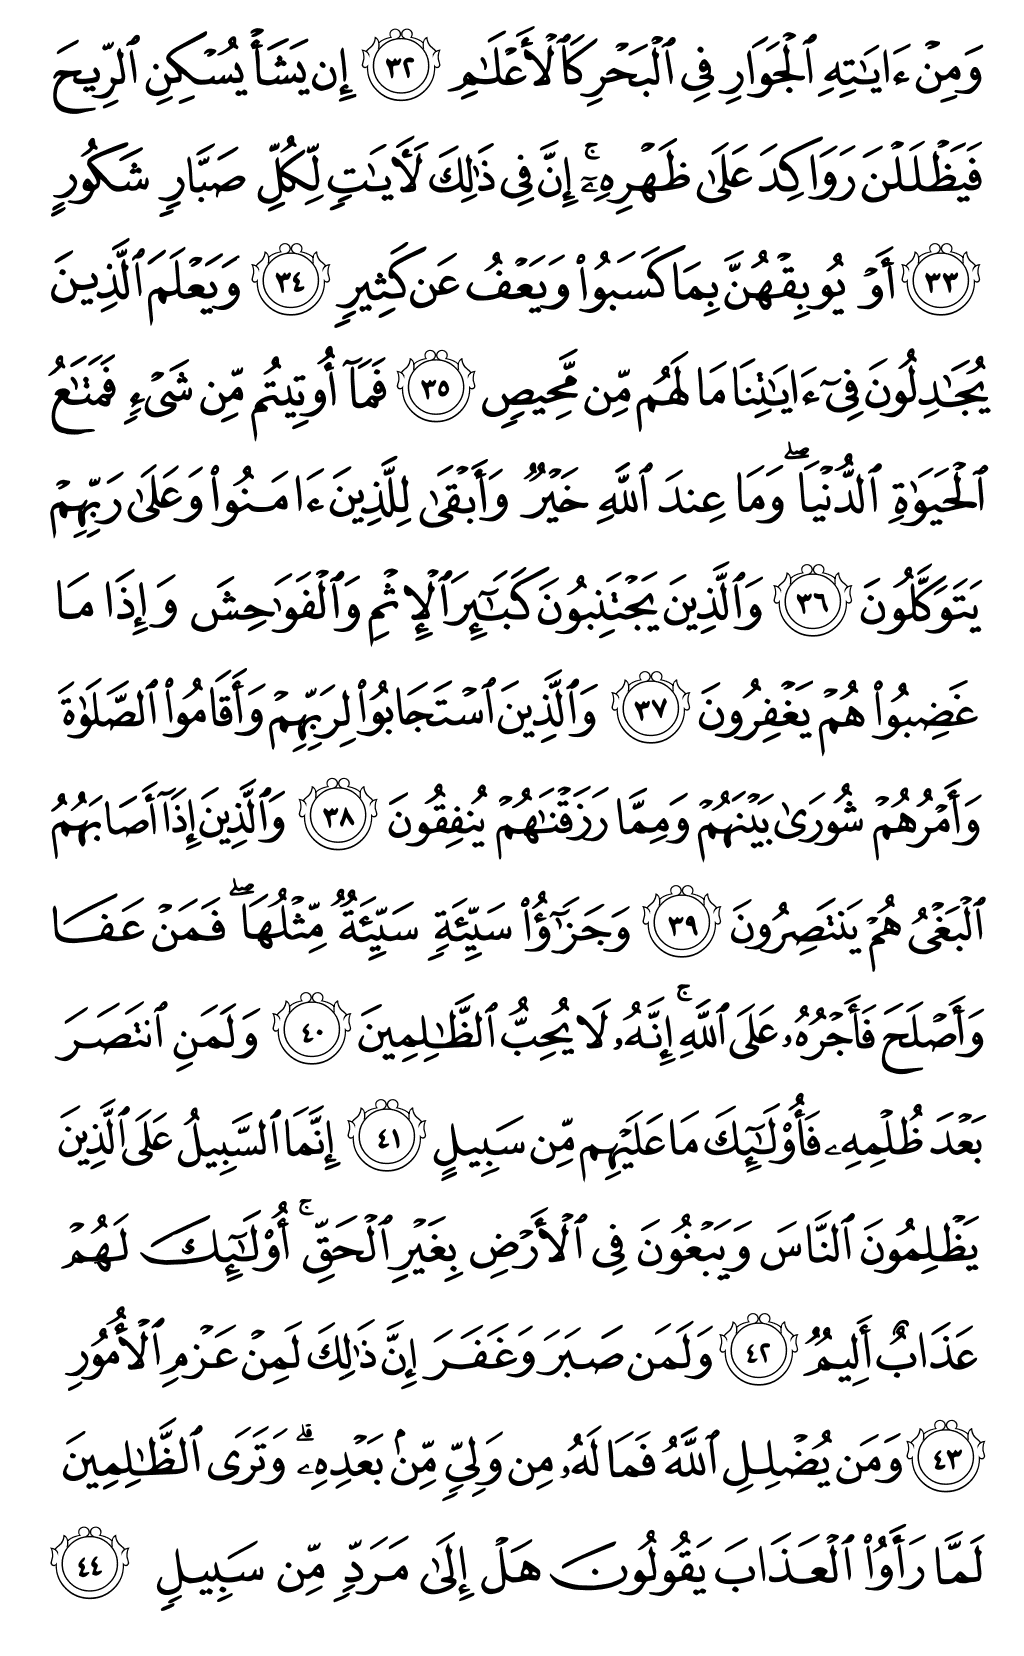 وَمِنْ ءَايَـٰتِهِ ٱلْجَوَارِ فِى ٱلْبَحْرِ كَٱلْأَعْلَـٰمِ ٣٢ إِن يَشَأْ يُسْكِنِ ٱلرِّيحَ
فَيَظْلَلْنَ رَوَاكِدَ عَلَىٰ ظَهْرِهِۦٓ ۚ إِنَّ فِى ذَٰلِكَ لَـَٔايَـٰتٍ لِّكُلِّ صَبَّارٍ شَكُورٍ
٣٣ أَوْ يُوبِقْهُنَّ بِمَا كَسَبُوا۟ وَيَعْفُ عَن كَثِيرٍ ٣٤ وَيَعْلَمَ ٱلَّذِينَ
يُجَـٰدِلُونَ فِىٓ ءَايَـٰتِنَا مَا لَهُم مِّن مَّحِيصٍ ٣٥ فَمَآ أُوتِيتُم مِّن شَىْءٍ فَمَتَـٰعُ
ٱلْحَيَوٰةِ ٱلدُّنْيَا ۖ وَمَا عِندَ ٱللَّهِ خَيْرٌ وَأَبْقَىٰ لِلَّذِينَ ءَامَنُوا۟ وَعَلَىٰ رَبِّهِمْ
يَتَوَكَّلُونَ ٣٦ وَٱلَّذِينَ يَجْتَنِبُونَ كَبَـٰٓئِرَ ٱلْإِثْمِ وَٱلْفَوَٰحِشَ وَإِذَا مَا
غَضِبُوا۟ هُمْ يَغْفِرُونَ ٣٧ وَٱلَّذِينَ ٱسْتَجَابُوا۟ لِرَبِّهِمْ وَأَقَامُوا۟ ٱلصَّلَوٰةَ
وَأَمْرُهُمْ شُورَىٰ بَيْنَهُمْ وَمِمَّا رَزَقْنَـٰهُمْ يُنفِقُونَ ٣٨ وَٱلَّذِينَ إِذَآ أَصَابَهُمُ
ٱلْبَغْىُ هُمْ يَنتَصِرُونَ ٣٩ وَجَزَٰٓؤُا۟ سَيِّئَةٍ سَيِّئَةٌ مِّثْلُهَا ۖ فَمَنْ عَفَا
وَأَصْلَحَ فَأَجْرُهُۥ عَلَى ٱللَّهِ ۚ إِنَّهُۥ لَا يُحِبُّ ٱلظَّـٰلِمِينَ ٤٠ وَلَمَنِ ٱنتَصَرَ
بَعْدَ ظُلْمِهِۦ فَأُو۟لَـٰٓئِكَ مَا عَلَيْهِم مِّن سَبِيلٍ ٤١ إِنَّمَا ٱلسَّبِيلُ عَلَى ٱلَّذِينَ
يَظْلِمُونَ ٱلنَّاسَ وَيَبْغُونَ فِى ٱلْأَرْضِ بِغَيْرِ ٱلْحَقِّ ۚ أُو۟لَـٰٓئِكَ لَهُمْ
عَذَابٌ أَلِيمٌ ٤٢ وَلَمَن صَبَرَ وَغَفَرَ إِنَّ ذَٰلِكَ لَمِنْ عَزْمِ ٱلْأُمُورِ
٤٣ وَمَن يُضْلِلِ ٱللَّهُ فَمَا لَهُۥ مِن وَلِىٍّ مِّنۢ بَعْدِهِۦ ۗ وَتَرَى ٱلظَّـٰلِمِينَ
لَمَّا رَأَوُا۟ ٱلْعَذَابَ يَقُولُونَ هَلْ إِلَىٰ مَرَدٍّ مِّن سَبِيلٍ ٤٤